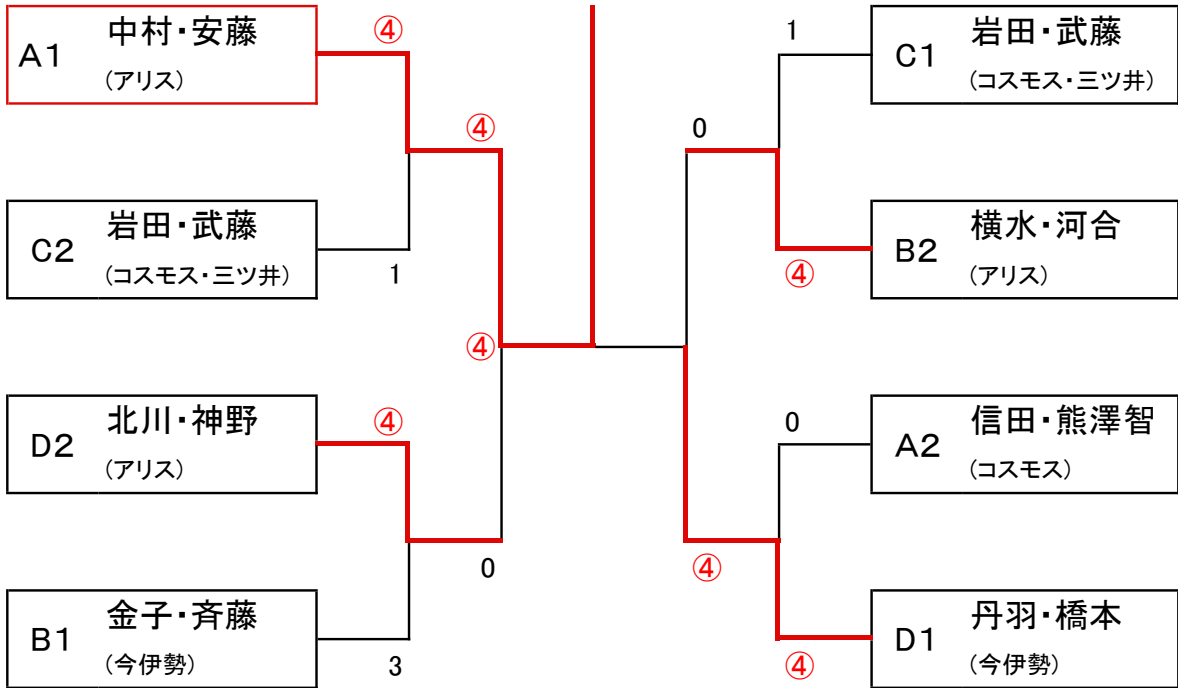 A1
中村・安藤
(アリス)
④
④
C2
岩田・武藤
(コスモス・三ツ井)
1
④
D2
北川・神野
(アリス)
④
0
B1
金子・斉藤
(今伊勢)
3
1
C1
岩田・武藤
(コスモス・三ツ井)
0
B2
横水・河合
(アリス)
④
0
A2
信田・熊澤智
(コスモス)
④
D1
丹羽・橋本
(今伊勢)
④